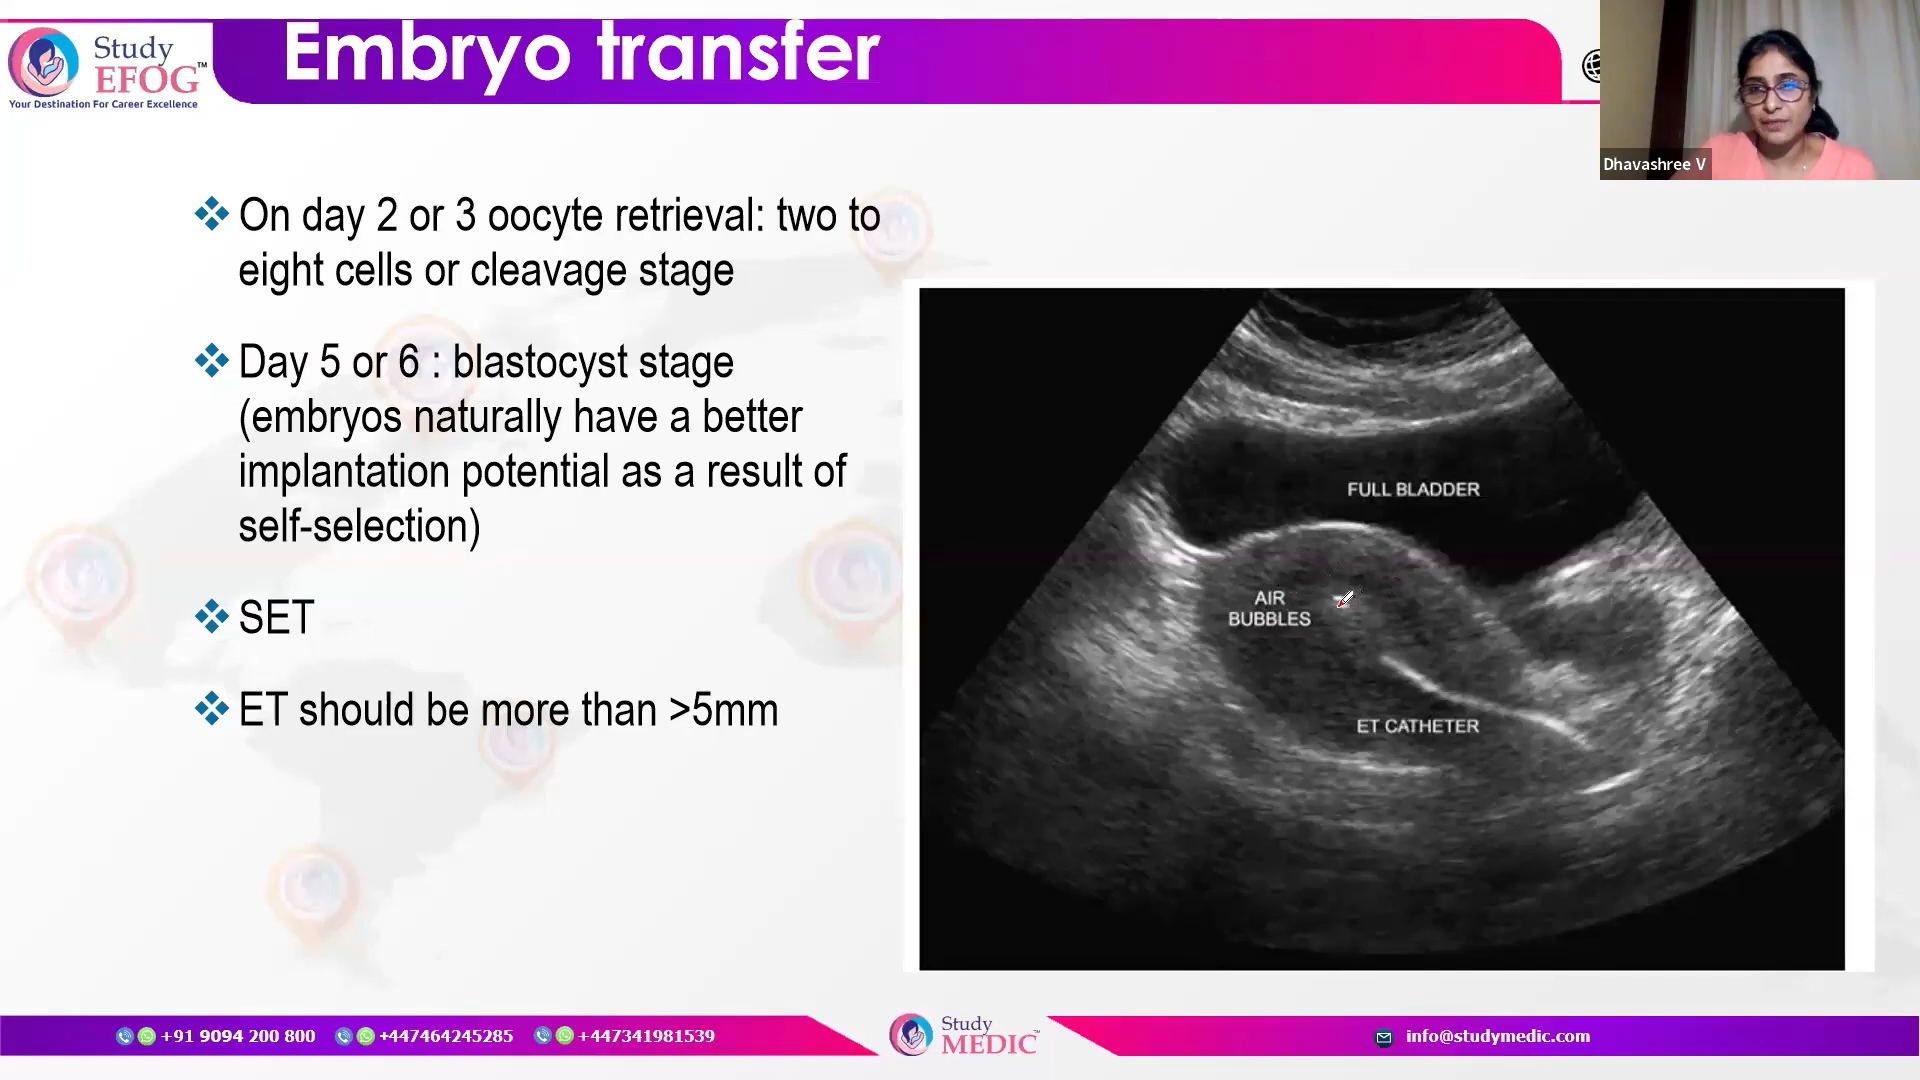 Study
EFOG™
Your Destination For Career Excellence
Embryo transfer
Dhavashree V
On day 2 or 3 oocyte retrieval: two to
eight cells or cleavage stage
Day 5 or 6 : blastocyst stage
(embryos naturally have a better
implantation potential as a result of
self-selection)
SET
ET should be more than >5mm
FULL BLADDER
AIR
BUBBLES
ET CATHETER
+91 9094 200 800
+447464245285
+447341981539
Study
MEDIC™
info@studymedic.com